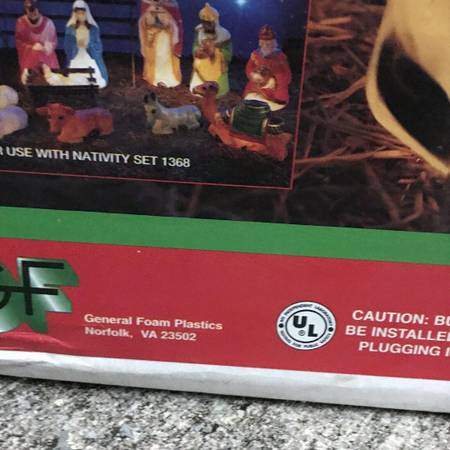 USE WITH NATIVITY SET 1368
GF
General Foam Plastics
Norfolk, VA 23502
UL
CAUTION: BU
BE INSTALLE
PLUGGING I